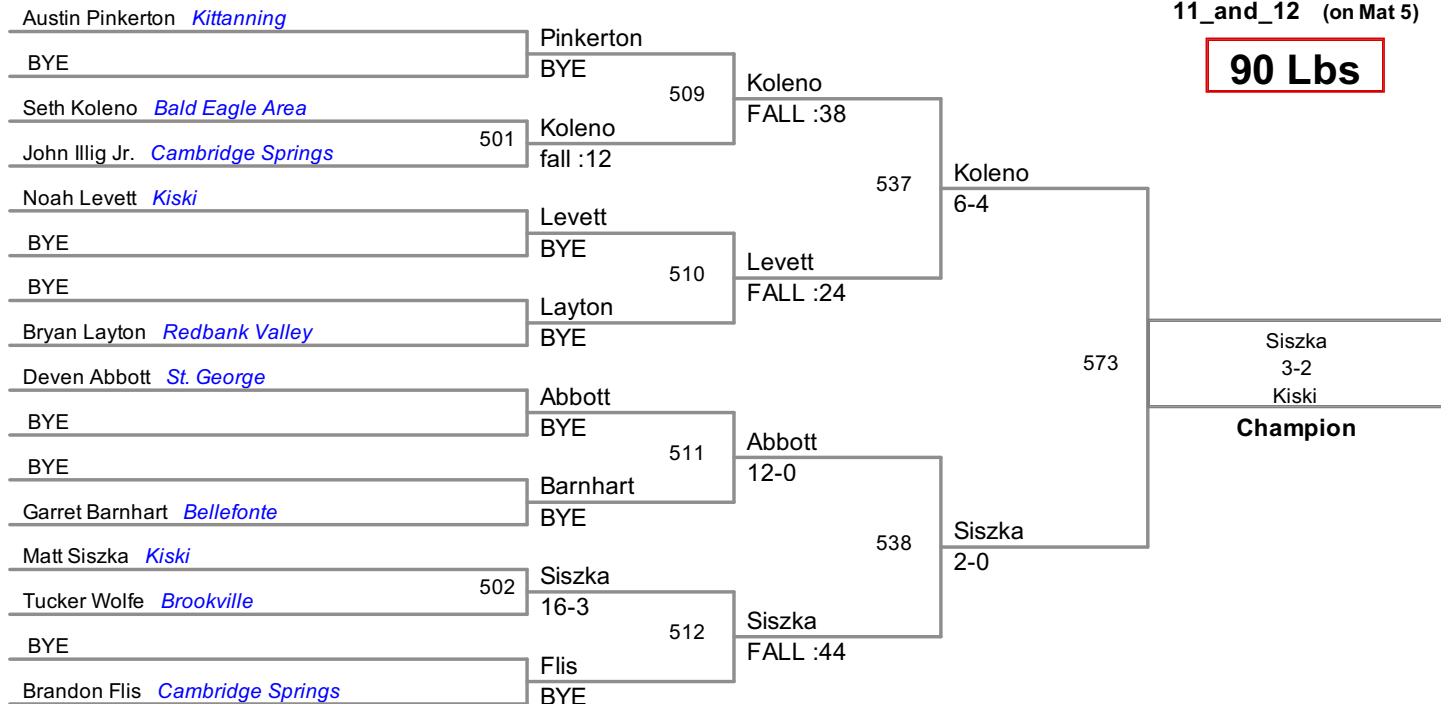 11_and_12 (on Mat 5)
90 Lbs
Austin Pinkerton Kittanning
BYE
Seth Koleno Bald Eagle Area
John Illig Jr. Cambridge Springs
Noah Levett Kiski
BYE
BYE
Bryan Layton Redbank Valley
Deven Abbott St. George
BYE
BYE
Garret Barnhart Bellefonte
Matt Siszka Kiski
Tucker Wolfe Brookville
BYE
Brandon Flis Cambridge Springs
501
502
Pinkerton
BYE
Koleno
fall :12
Levett
BYE
Layton
BYE
Abbott
BYE
Barnhart
BYE
Siszka
16-3
Flis
BYE
509
510
511
512
Koleno
FALL :38
Levett
FALL :24
Abbott
12-0
Siszka
FALL :44
537
538
Koleno
6-4
Siszka
2-0
573
Siszka
3-2
Kiski
Champion